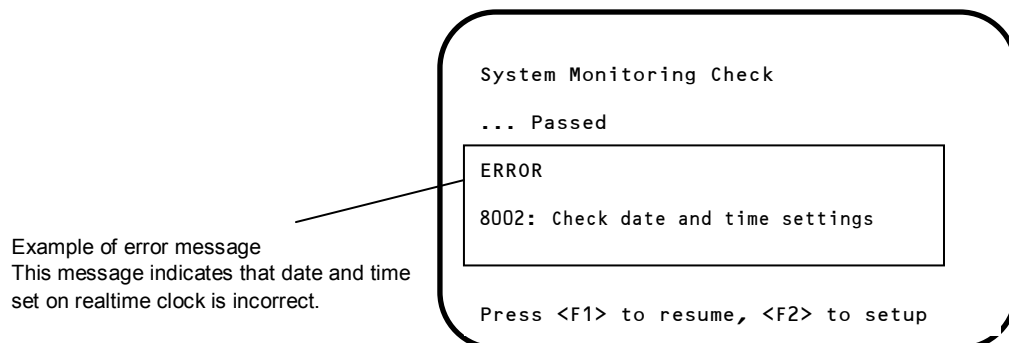 System Monitoring Check
... Passed
ERROR
8002: Check date and time settings
Example of error message
This message indicates that date and time
set on realtime clock is incorrect.
Press <F1> to resume, <F2> to setup